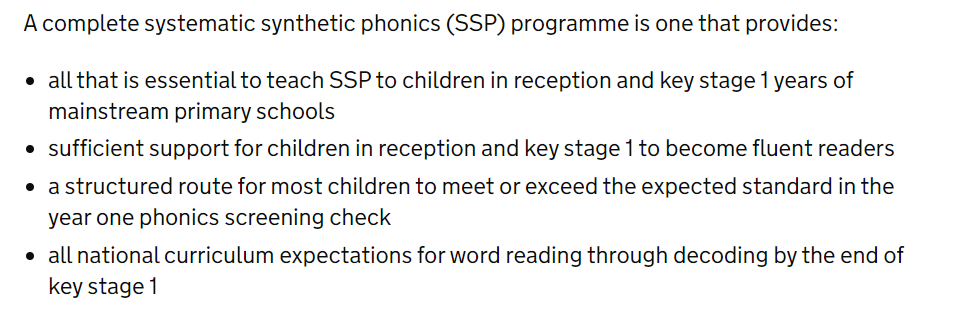 A complete systematic synthetic phonics (SSP) programme is one that provides:
• all that is essential to teach SSP to children in reception and key stage 1 years of
mainstream primary schools
• sufficient support for children in reception and key stage 1 to become fluent readers
• a structured route for most children to meet or exceed the expected standard in the
year one phonics screening check
• all national curriculum expectations for word reading through decoding by the end of
key stage 1